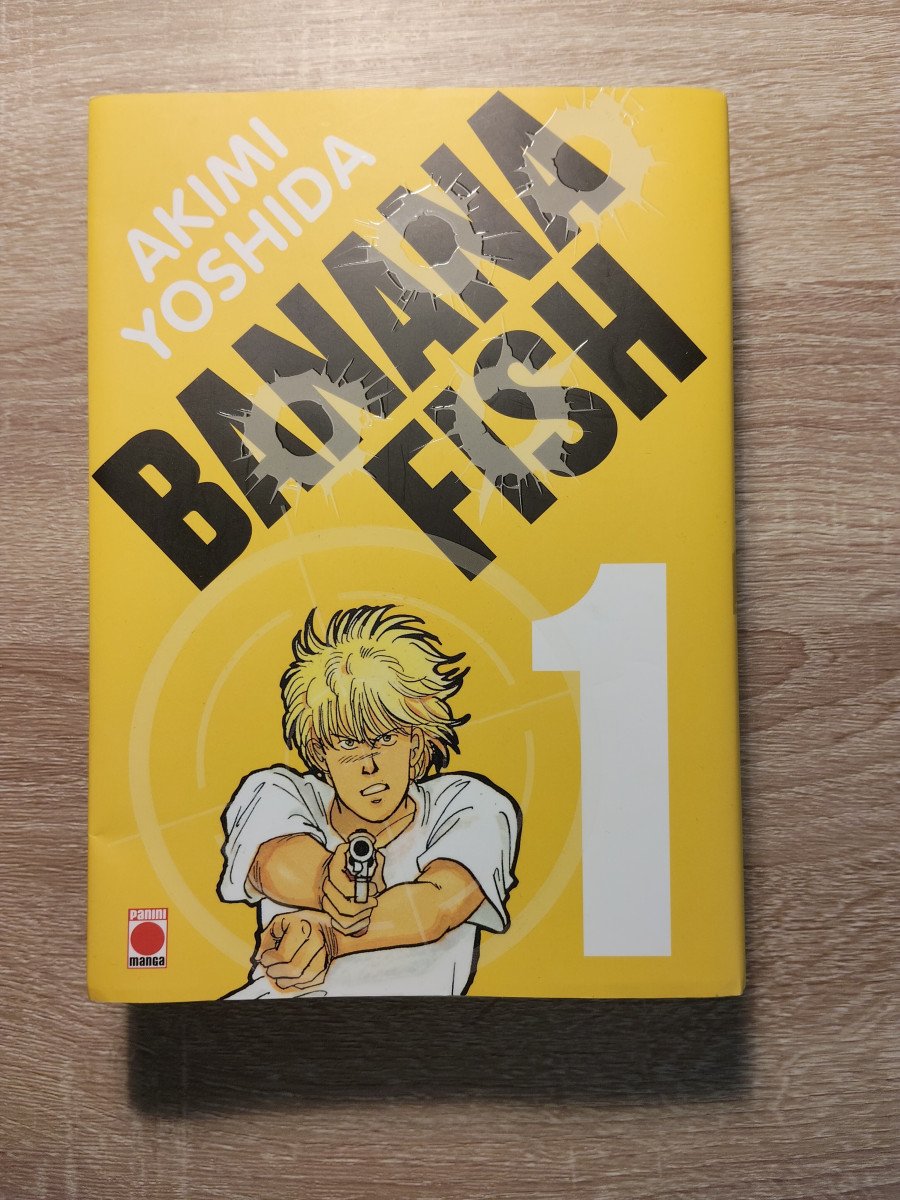 AKIMI
YOSHIDA
BANANA
FISH
1
PANINI
manga